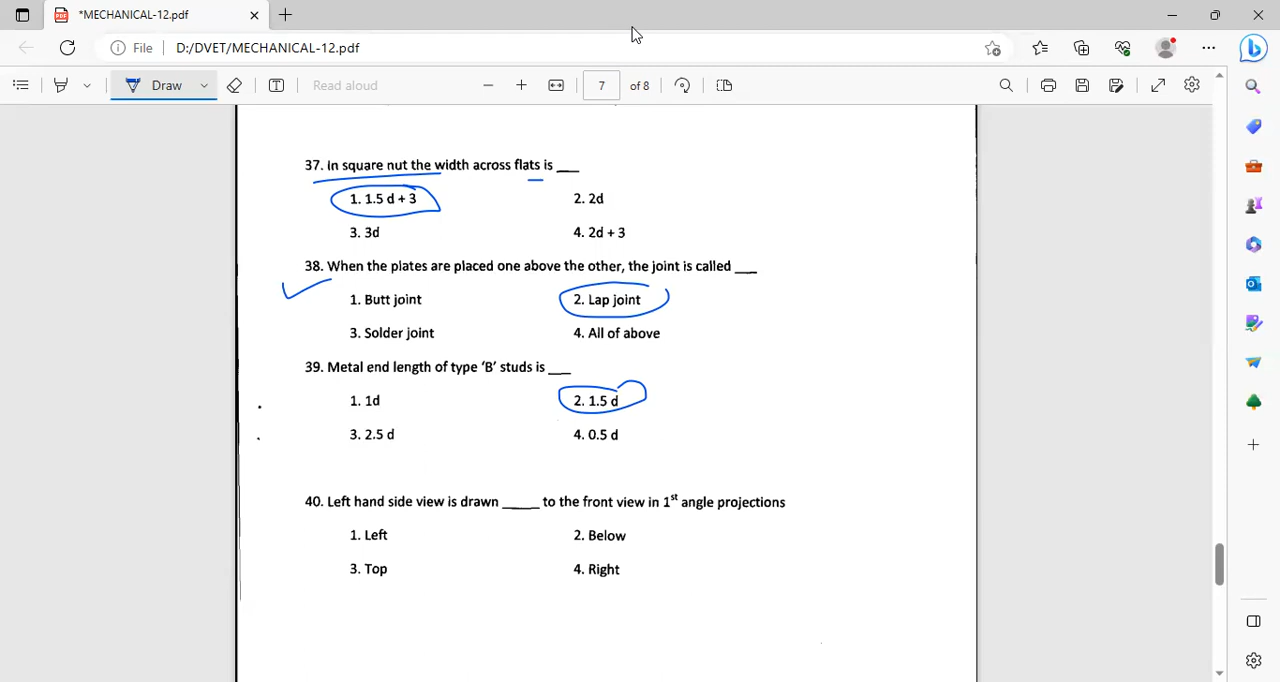 *MECHANICAL-12.pdf
File D:/DVET/MECHANICAL-12.pdf
Draw Read aloud 7 of 8
37. In square nut the width across flats is ___
1. 1.5 d + 3 2. 2d
3. 3d 4. 2d + 3
38. When the plates are placed one above the other, the joint is called ___
1. Butt joint 2. Lap joint
3. Solder joint 4. All of above
39. Metal end length of type ‘B’ studs is ___
1. 1d 2. 1.5 d
3. 2.5 d 4. 0.5 d
40. Left hand side view is drawn _____ to the front view in 1st angle projections
1. Left 2. Below
3. Top 4. Right